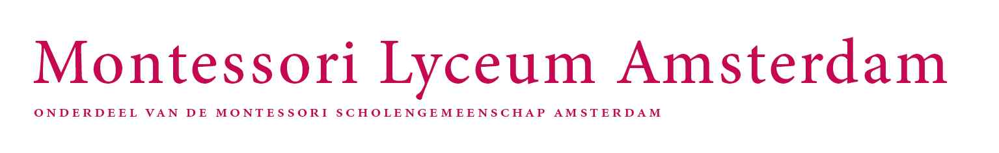 Montessori Lyceum Amsterdam
ONDERDEEL VAN DE MONTESSORI SCHOLENGEMEENSCHAP AMSTERDAM